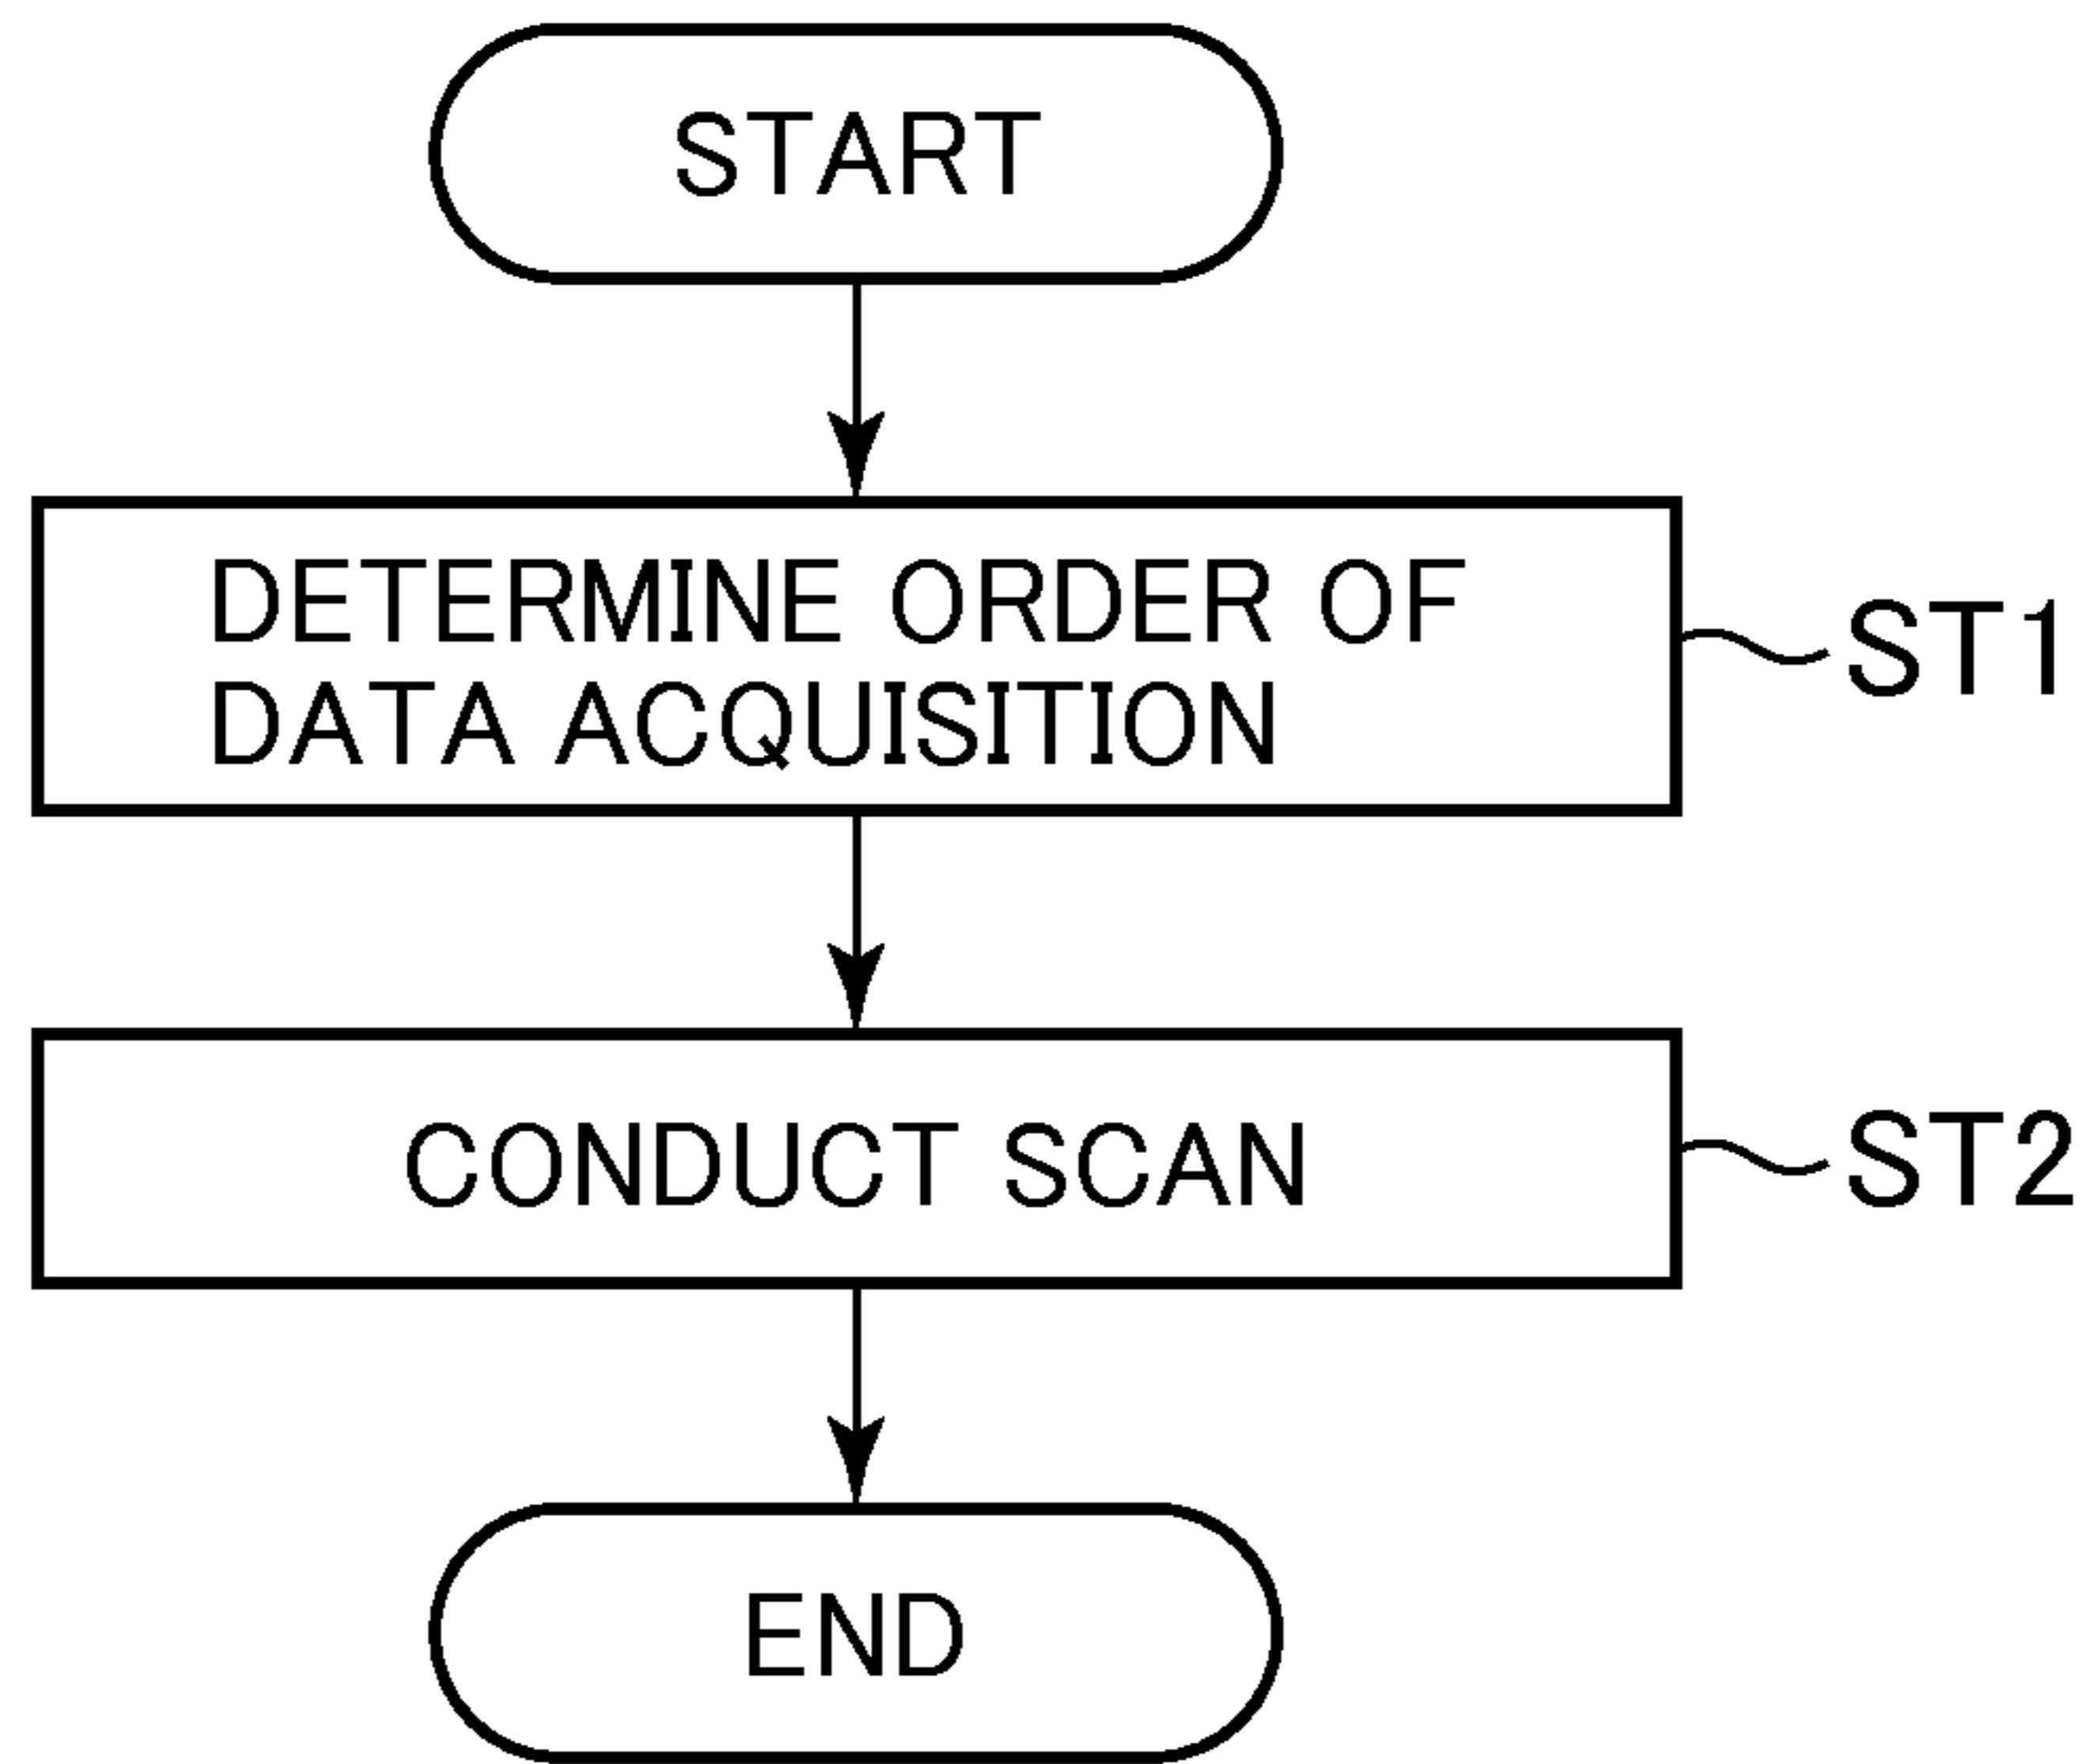 START
DETERMINE ORDER OF
DATA ACQUISITION
ST1
CONDUCT SCAN
ST2
END